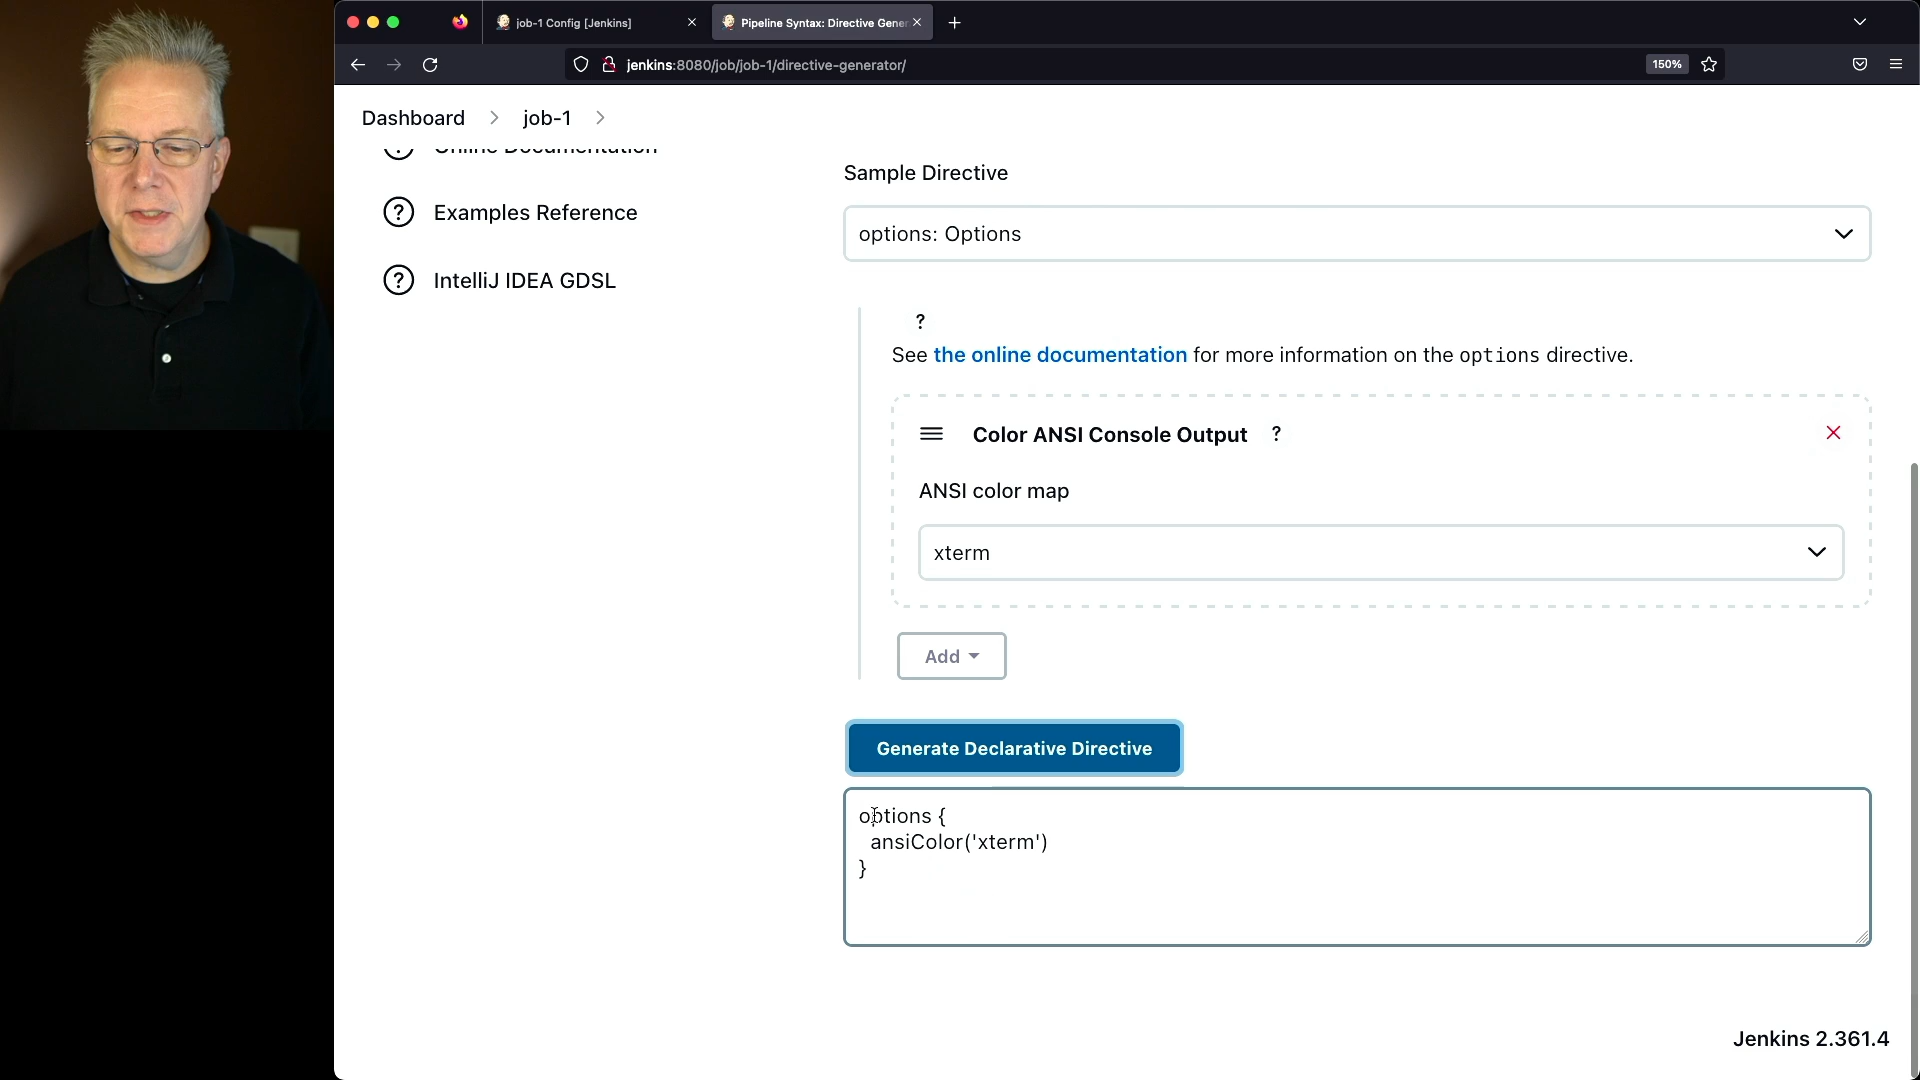 job-1 Config [Jenkins]
Pipeline Syntax: Directive Gener
jenkins:8080/job/job-1/directive-generator/
150%
Dashboard
job-1
Online Documentation
Examples Reference
IntelliJ IDEA GDSL
Sample Directive
options: Options
?
See the online documentation for more information on the options directive.
Color ANSI Console Output ?
ANSI color map
xterm
Add
Generate Declarative Directive
options {
ansiColor('xterm')
}
Jenkins 2.361.4